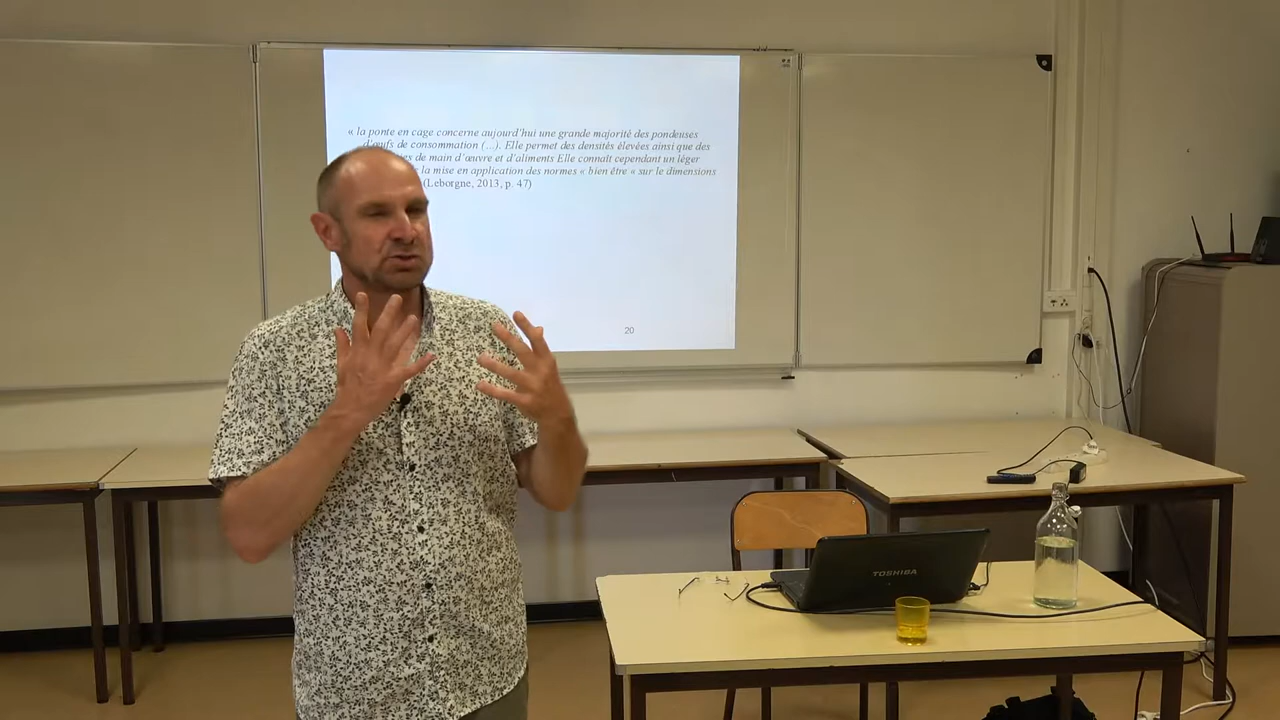 « la ponte en cage concerne aujourd'hui une grande majorité des pondeuses
d'œufs de consommation (...). Elle permet des densités élevées ainsi que des
de main d'œuvre et d'aliments Elle connaît cependant un léger
la mise en application des normes « bien être « sur le dimensions
(Leborgne, 2013, p. 47)
20
TOSHIBA